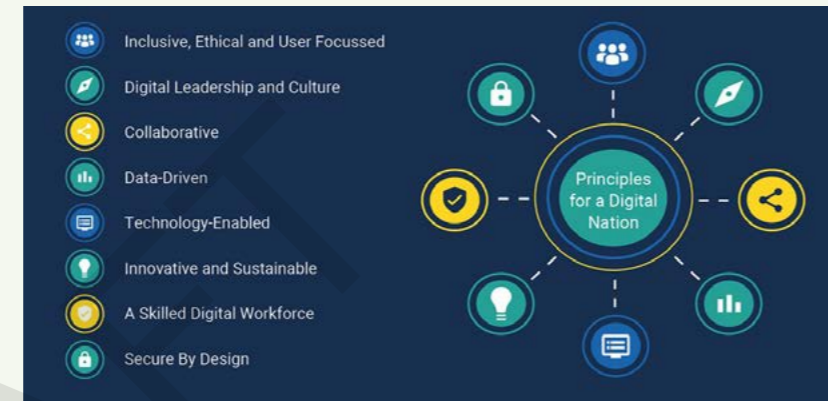 Inclusive, Ethical and User Focussed
Digital Leadership and Culture
Collaborative
Data-Driven
Technology-Enabled
Innovative and Sustainable
A Skilled Digital Workforce
Secure By Design
Principles
for a Digital
Nation